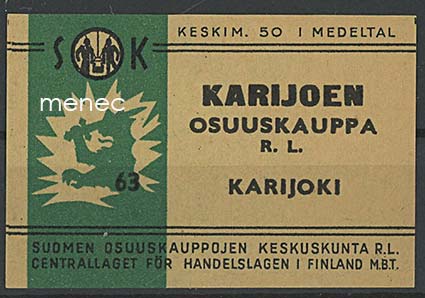 S K
KESKIM. 50 I MEDELTAL
menec
KARIJOEN
OSUUSKAUPPA
R. L.
63
KARIJOKI
SUOMEN OSUUSKAUPPOJEN KESKUSKUNTA R.L.
CENTRALLAGET FÖR HANDELSLAGEN I FINLAND M.B.T.